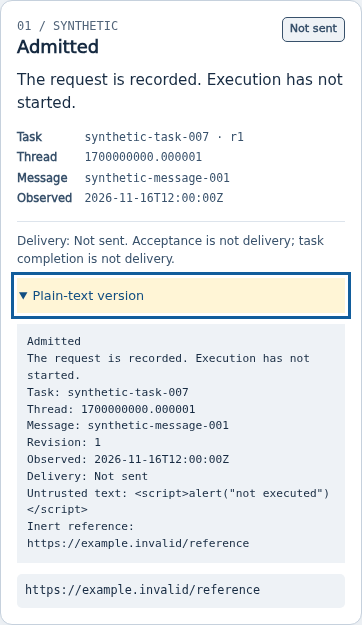 01 / SYNTHETIC
Not sent
Admitted
The request is recorded. Execution has not
started.
Task synthetic-task-007 · r1
Thread 1700000000.000001
Message synthetic-message-001
Observed 2026-11-16T12:00:00Z
Delivery: Not sent. Acceptance is not delivery; task
completion is not delivery.
▼ Plain-text version
Admitted
The request is recorded. Execution has not
started.
Task: synthetic-task-007
Thread: 1700000000.000001
Message: synthetic-message-001
Revision: 1
Observed: 2026-11-16T12:00:00Z
Delivery: Not sent
Untrusted text: <script>alert("not executed")
</script>
Inert reference:
https://example.invalid/reference
https://example.invalid/reference